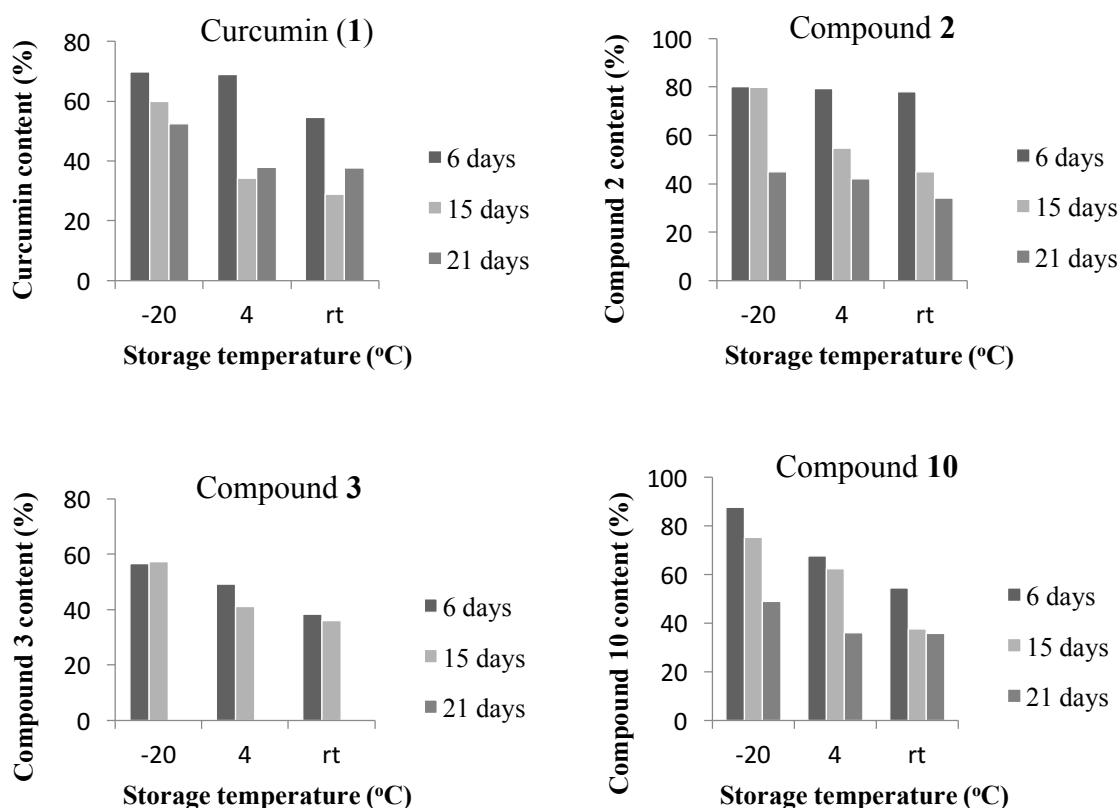 Curcumin (1)
Curcumin content (%)
80
60
40
20
0
-20 4 rt
Storage temperature (°C)
6 days
15 days
21 days
Compound 2
Compound 2 content (%)
100
80
60
40
20
0
-20 4 rt
Storage temperature (°C)
6 days
15 days
21 days
Compound 3
Compound 3 content (%)
80
60
40
20
0
-20 4 rt
Storage temperature (°C)
6 days
15 days
21 days
Compound 10
Compound 10 content (%)
100
80
60
40
20
0
-20 4 rt
Storage temperature (°C)
6 days
15 days
21 days